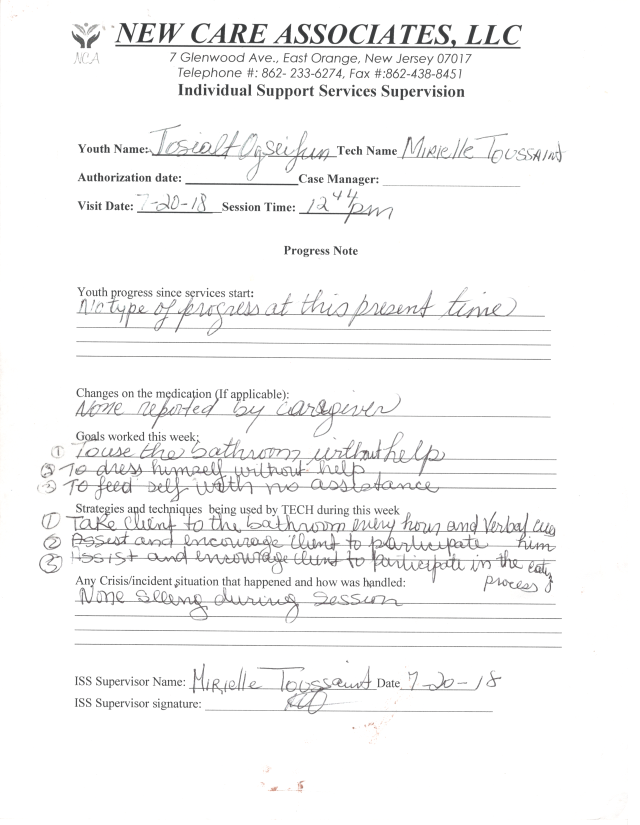 NEW CARE ASSOCIATES, LLC
NCA
7 Glenwood Ave., East Orange, New Jersey 07017
Telephone #: 862- 233-6274, Fax #:862-438-8451
Individual Support Services Supervision
Youth Name: Tech Name Mirielle Toussaint
Authorization date: Case Manager:
Visit Date: 7-20-18 Session Time: 12 44 pm
Progress Note
Youth progress since services start:
No type of progress at this present time
Changes on the medication (If applicable):
None reported by caregiver
Goals worked this week:
① To use the bathroom without help
② To dress himself without help
③ To feed self with no assistance
Strategies and techniques being used by TECH during this week
① Take client to the bathroom every hour and Verbal cues
② Assist and encourage client to participate him
③ Assist and encourage client to participate in the
process
Any Crisis/incident situation that happened and how was handled:
None during session
ISS Supervisor Name: Mirielle Toussaint Date 7-20-18
ISS Supervisor signature: